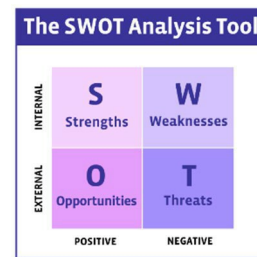 The SWOT Analysis Tool
INTERNAL
S
Strengths
W
Weaknesses
EXTERNAL
O
Opportunities
T
Threats
POSITIVE
NEGATIVE